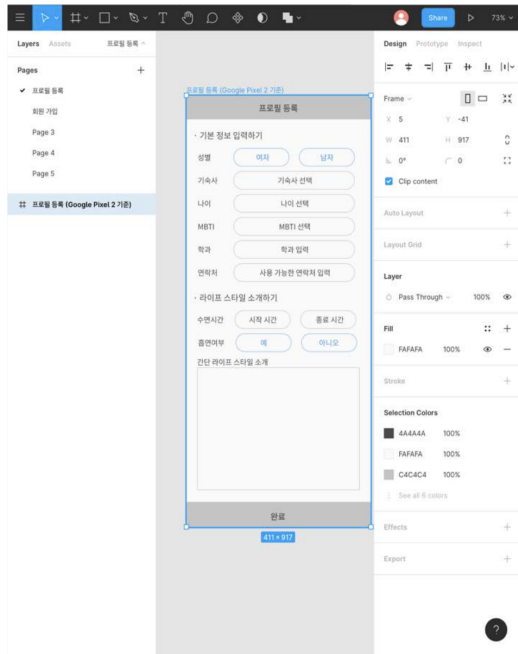 Share
73%
Layers Assets 프로필 등록
Pages
프로필 등록
회원 가입
Page 3
Page 4
Page 5
프로필 등록 (Google Pixel 2 기준)
프로필 등록 (Google Pixel 2 기준)
프로필 등록
· 기본 정보 입력하기
성별 여자 남자
기숙사 기숙사 선택
나이 나이 선택
MBTI MBTI 선택
학과 학과 입력
연락처 사용 가능한 연락처 입력
· 라이프 스타일 소개하기
수면시간 시작 시간 종료 시간
흡연여부 예 아니오
간단 라이프 스타일 소개
완료
411 × 917
Design Prototype Inspect
Frame
X 5 Y -41
W 411 H 917
0° 0
Clip content
Auto Layout
Layout Grid
Layer
Pass Through 100%
Fill
FAFAFA 100%
Stroke
Selection Colors
4A4A4A 100%
FAFAFA 100%
C4C4C4 100%
See all 6 colors
Effects
Export
?